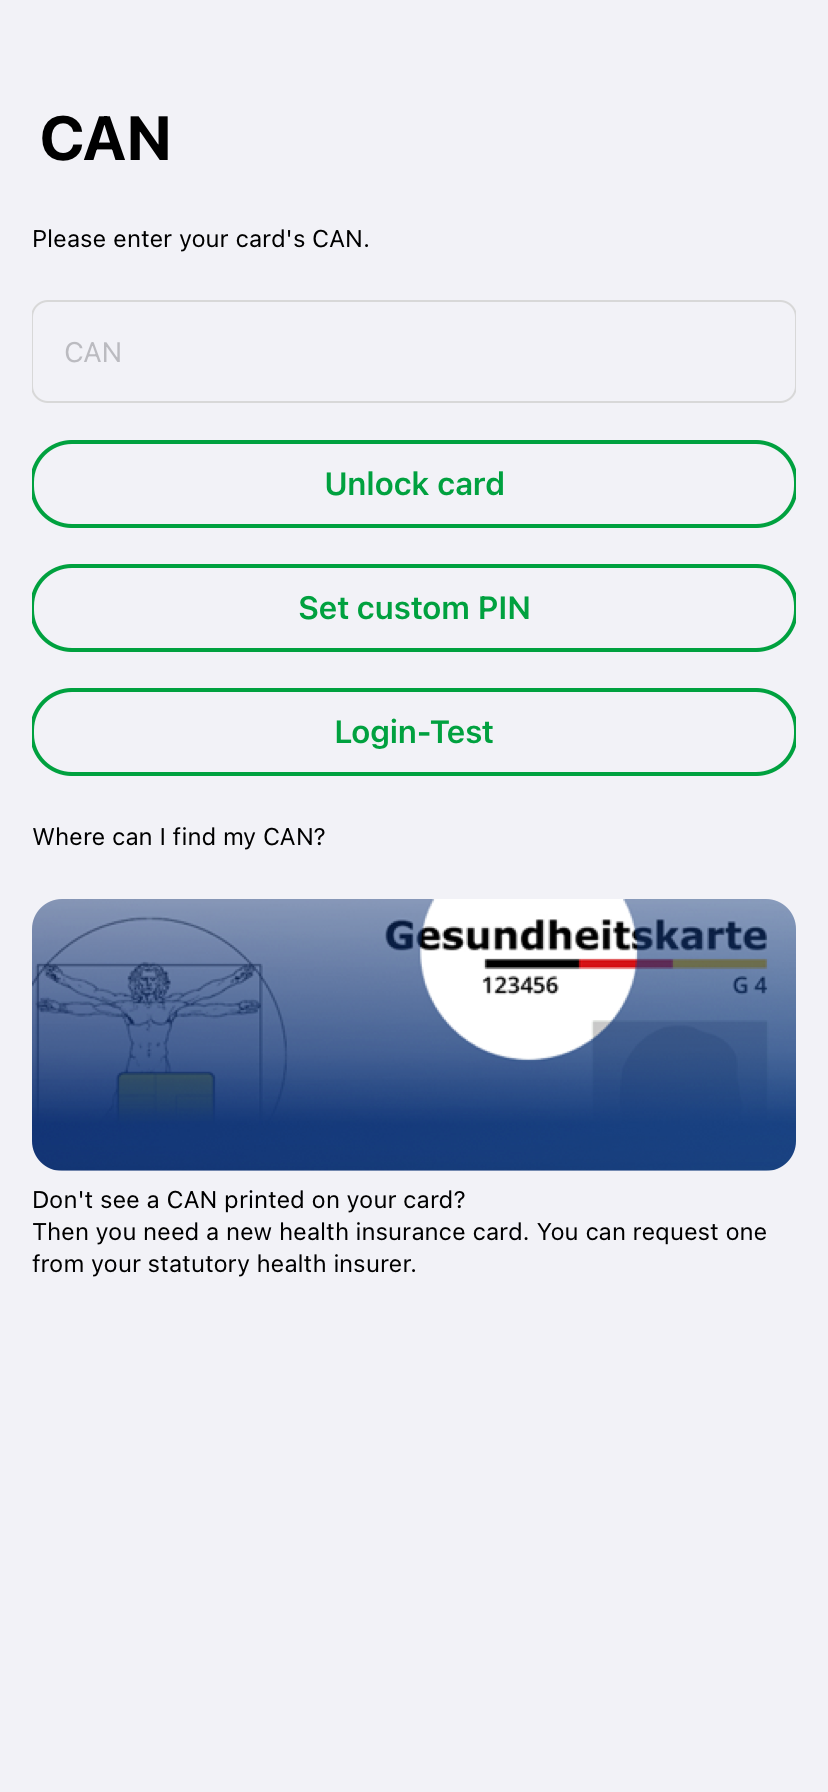 CAN
Please enter your card's CAN.
CAN
Unlock card
Set custom PIN
Login-Test
Where can I find my CAN?
Gesundheitskarte
123456 G 4
Don't see a CAN printed on your card?
Then you need a new health insurance card. You can request one
from your statutory health insurer.